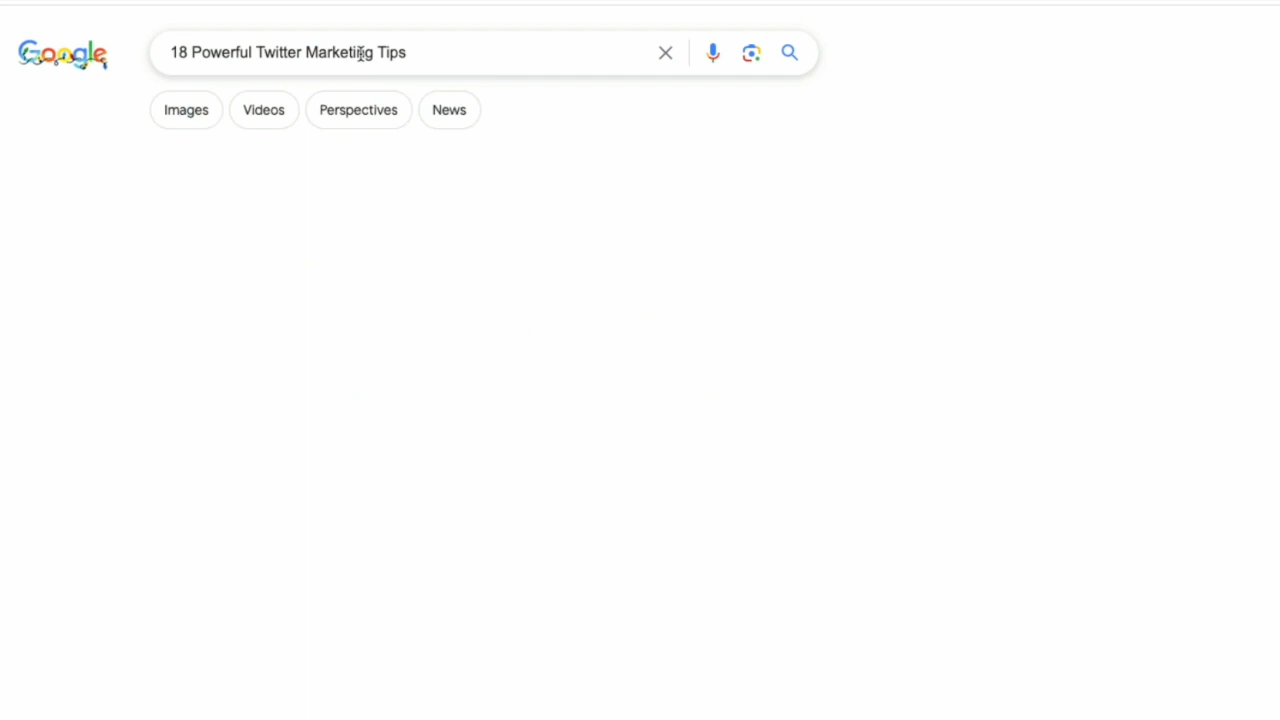 Google
18 Powerful Twitter Marketing Tips
Images
Videos
Perspectives
News